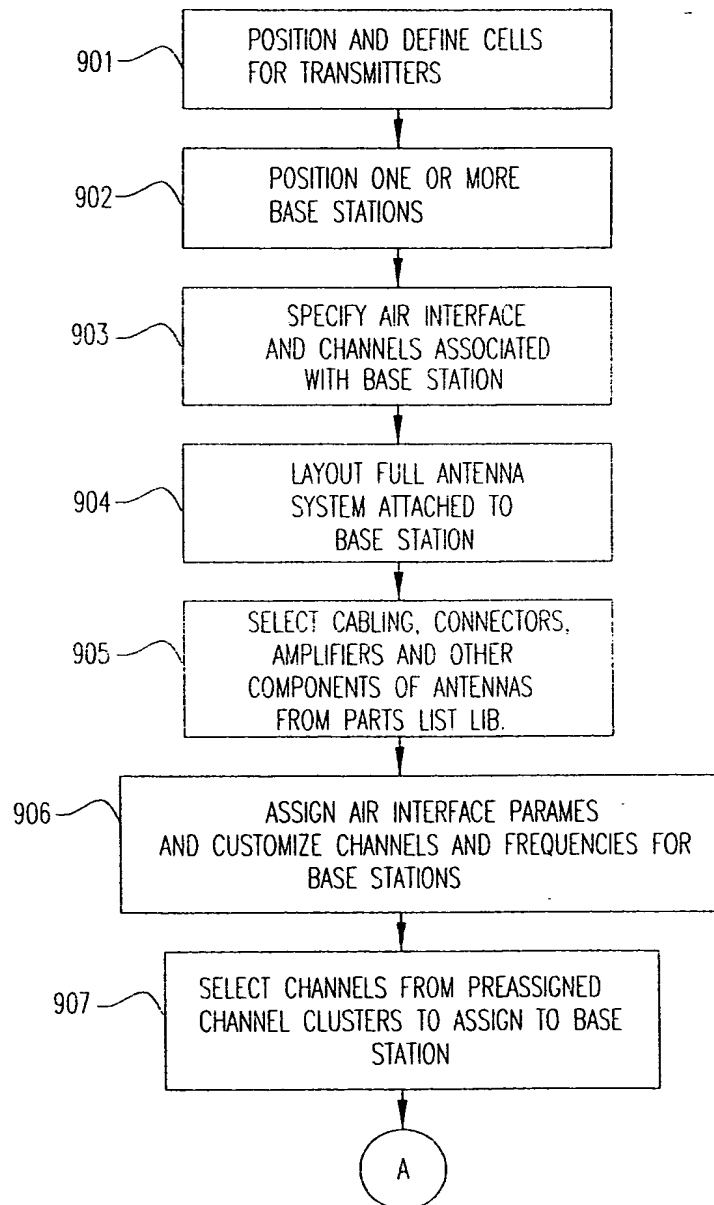 901
POSITION AND DEFINE CELLS
FOR TRANSMITTERS
902
POSITION ONE OR MORE
BASE STATIONS
903
SPECIFY AIR INTERFACE
AND CHANNELS ASSOCIATED
WITH BASE STATION
904
LAYOUT FULL ANTENNA
SYSTEM ATTACHED TO
BASE STATION
905
SELECT CABLING, CONNECTORS,
AMPLIFIERS AND OTHER
COMPONENTS OF ANTENNAS
FROM PARTS LIST LIB.
906
ASSIGN AIR INTERFACE PARAMES
AND CUSTOMIZE CHANNELS AND FREQUENCIES FOR
BASE STATIONS
907
SELECT CHANNELS FROM PREASSIGNED
CHANNEL CLUSTERS TO ASSIGN TO BASE
STATION
A